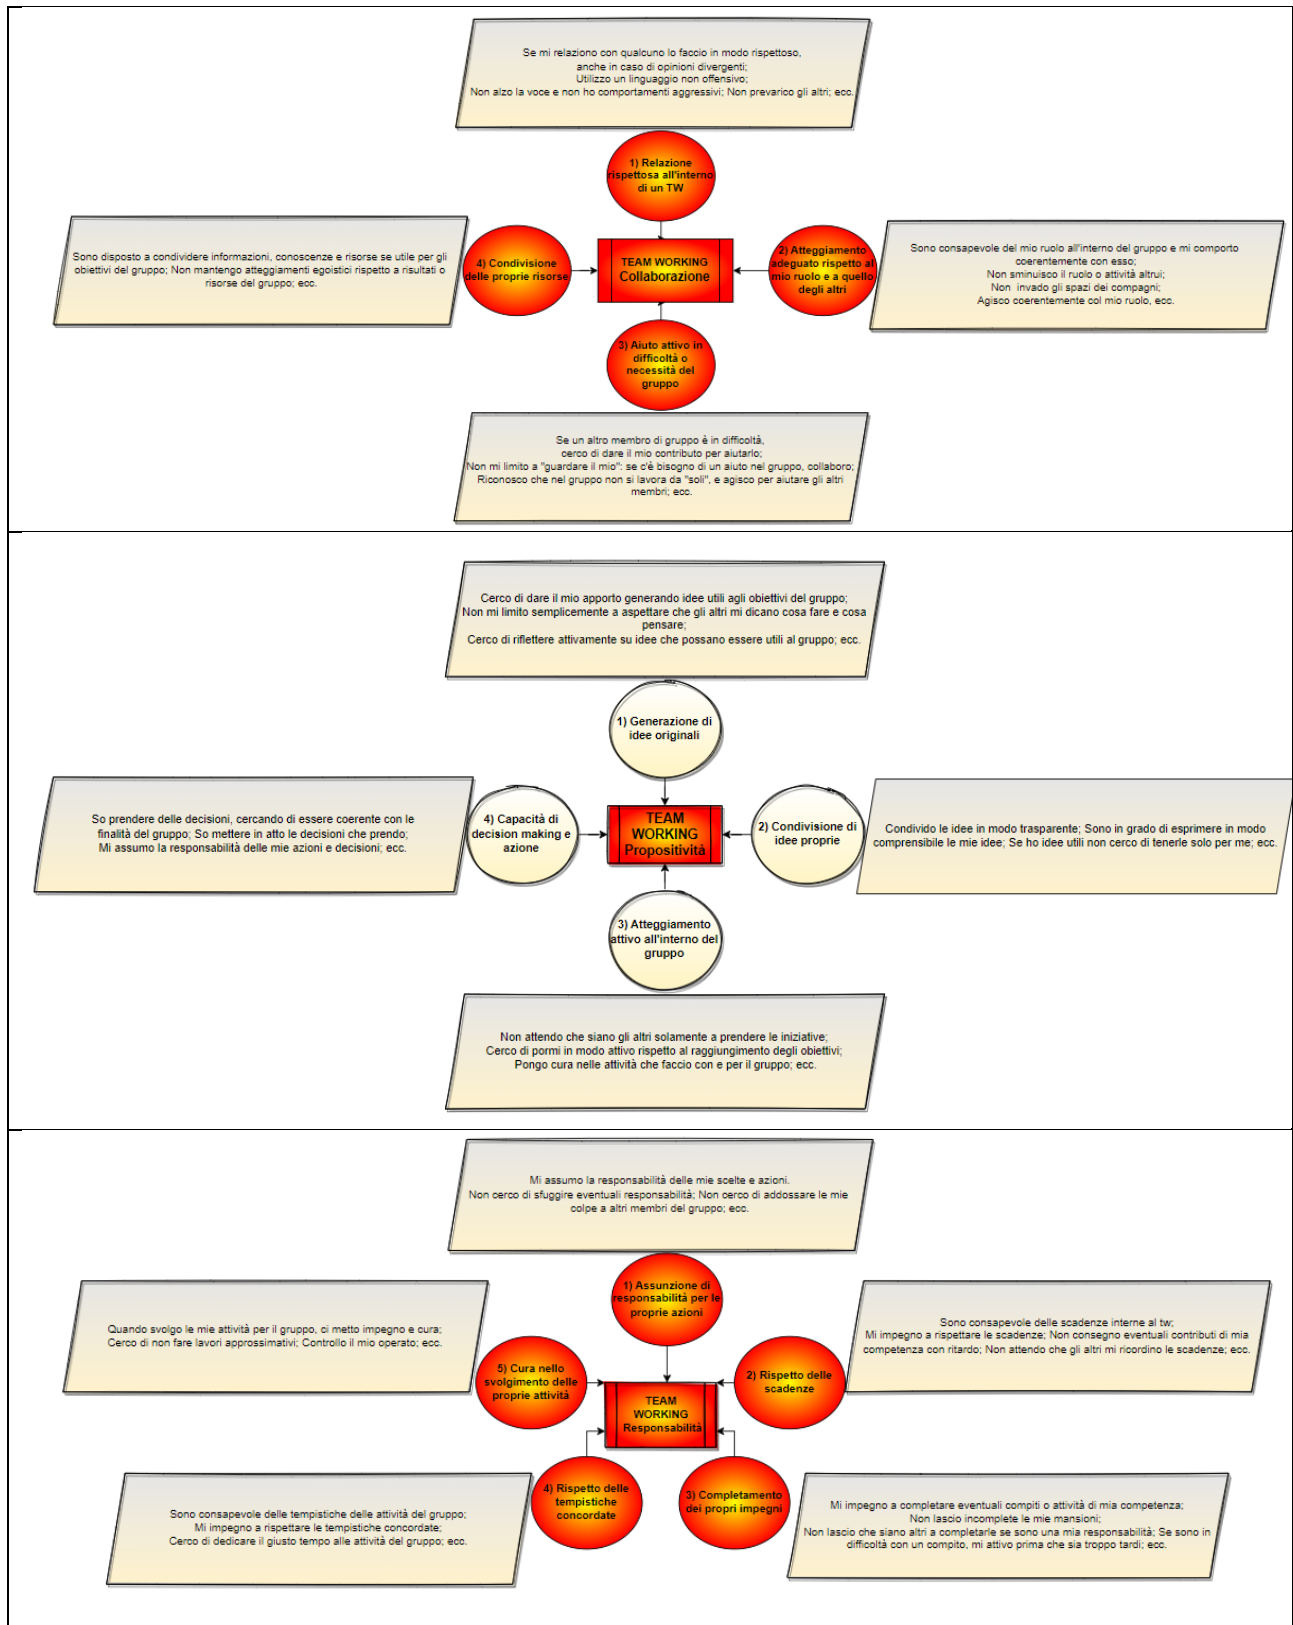 Se mi relaziono con qualcuno lo faccio in modo rispettoso,
anche in caso di opinioni divergenti;
Utilizzo un linguaggio non offensivo;
Non alzo la voce e non ho comportamenti aggressivi; Non prevarico gli altri; ecc.
1) Relazione
rispettosa all'interno
di un TW
Sono disposto a condividere informazioni, conoscenze e risorse se utile per gli
obiettivi del gruppo; Non mantengo atteggiamenti egoistici rispetto a risultati o
risorse del gruppo; ecc.
4) Condivisione
delle proprie risorse
TEAM WORKING
Collaborazione
2) Atteggiamento
adeguato rispetto al
mio ruolo e a quello
degli altri
Sono consapevole del mio ruolo all'interno del gruppo e mi comporto
coerentemente con esso;
Non sminuisco il ruolo o attività altrui;
Non invado gli spazi dei compagni;
Agisco coerentemente col mio ruolo, ecc.
3) Aiuto attivo in
difficoltà o
necessità del
gruppo
Se un altro membro di gruppo è in difficoltà,
cerco di dare il mio contributo per aiutarlo;
Non mi limito a "guardare il mio": se c'è bisogno di un aiuto nel gruppo, collaboro;
Riconosco che nel gruppo non si lavora da "soli", e agisco per aiutare gli altri
membri; ecc.
Cerco di dare il mio apporto generando idee utili agli obiettivi del gruppo;
Non mi limito semplicemente a aspettare che gli altri mi dicano cosa fare e cosa
pensare;
Cerco di riflettere attivamente su idee che possano essere utili al gruppo; ecc.
1) Generazione di
idee originali
So prendere delle decisioni, cercando di essere coerente con le
finalità del gruppo; So mettere in atto le decisioni che prendo;
Mi assumo la responsabilità delle mie azioni e decisioni; ecc.
4) Capacità di
decision making e
azione
TEAM
WORKING
Propositività
2) Condivisione di
idee proprie
Condivido le idee in modo trasparente; Sono in grado di esprimere in modo
comprensibile le mie idee; Se ho idee utili non cerco di tenerle solo per me; ecc.
3) Atteggiamento
attivo all'interno del
gruppo
Non attendo che siano gli altri solamente a prendere le iniziative;
Cerco di pormi in modo attivo rispetto al raggiungimento degli obiettivi;
Pongo cura nelle attività che faccio con e per il gruppo; ecc.
Mi assumo la responsabilità delle mie scelte e azioni.
Non cerco di sfuggire eventuali responsabilità; Non cerco di addossare le mie
colpe a altri membri del gruppo; ecc.
1) Assunzione di
responsabilità per le
proprie azioni
Quando svolgo le mie attività per il gruppo, ci metto impegno e cura;
Cerco di non fare lavori approssimativi; Controllo il mio operato; ecc.
5) Cura nello
svolgimento delle
proprie attività
TEAM
WORKING
Responsabilità
2) Rispetto delle
scadenze
Sono consapevole delle scadenze interne al tw;
Mi impegno a rispettare le scadenze; Non consegno eventuali contributi di mia
competenza con ritardo; Non attendo che gli altri mi ricordino le scadenze; ecc.
Sono consapevole delle tempistiche delle attività del gruppo;
Mi impegno a rispettare le tempistiche concordate;
Cerco di dedicare il giusto tempo alle attività del gruppo; ecc.
4) Rispetto delle
tempistiche
concordate
3) Completamento
dei propri impegni
Mi impegno a completare eventuali compiti o attività di mia competenza;
Non lascio incomplete le mie mansioni;
Non lascio che siano altri a completarle se sono una mia responsabilità; Se sono in
difficoltà con un compito, mi attivo prima che sia troppo tardi; ecc.